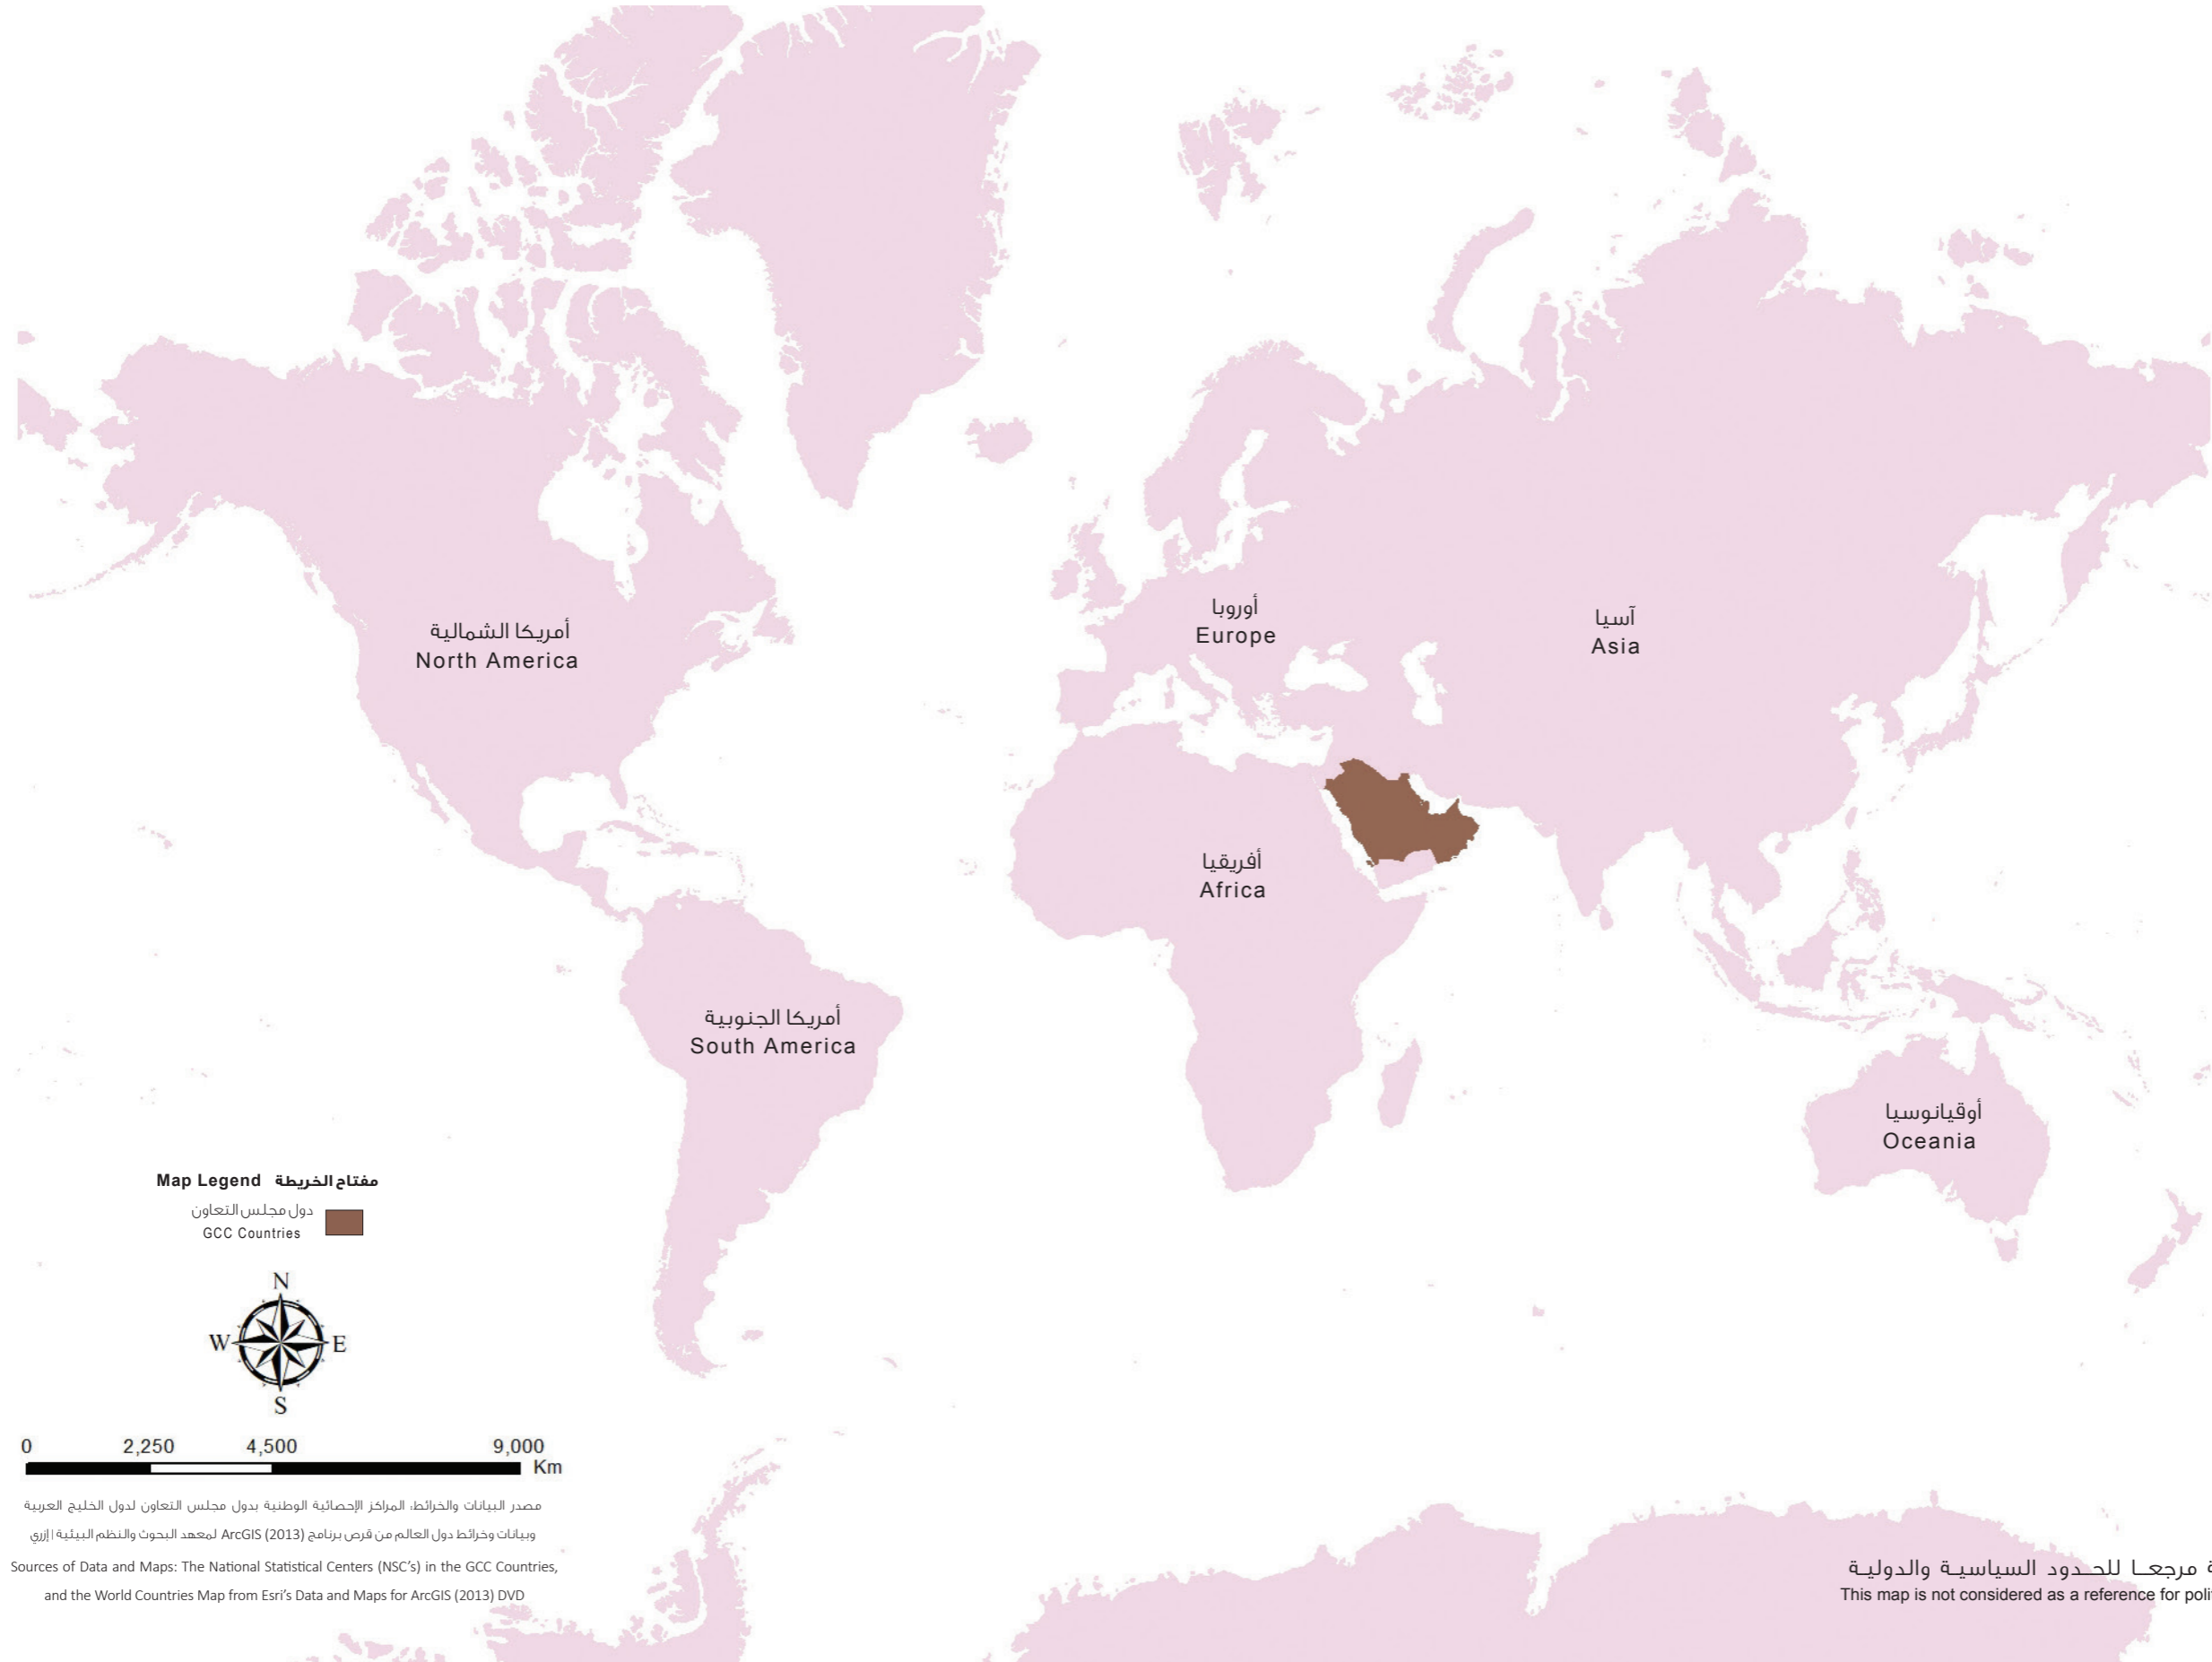 أوروبا
Europe
آسيا
Asia
أمريكا الشمالية
North America
أفريقيا
Africa
أمريكا الجنوبية
South America
أوقيانوسيا
Oceania
Map Legend مفتاح الخريطة
دول مجلس التعاون
GCC Countries
N
W E
S
0 2,250 4,500 9,000
Km
مصدر البيانات والخرائط: المراكز الإحصائية الوطنية بدول مجلس التعاون لدول الخليج العربية
وبيانات وخرائط دول العالم من قرص برنامج ArcGIS (2013) لمعهد البحوث والنظم البيئية | إزري
Sources of Data and Maps: The National Statistical Centers (NSC's) in the GCC Countries,
and the World Countries Map from Esri's Data and Maps for ArcGIS (2013) DVD
مرجعـا للحـدود السياسيـة والدوليـة
This map is not considered as a reference for